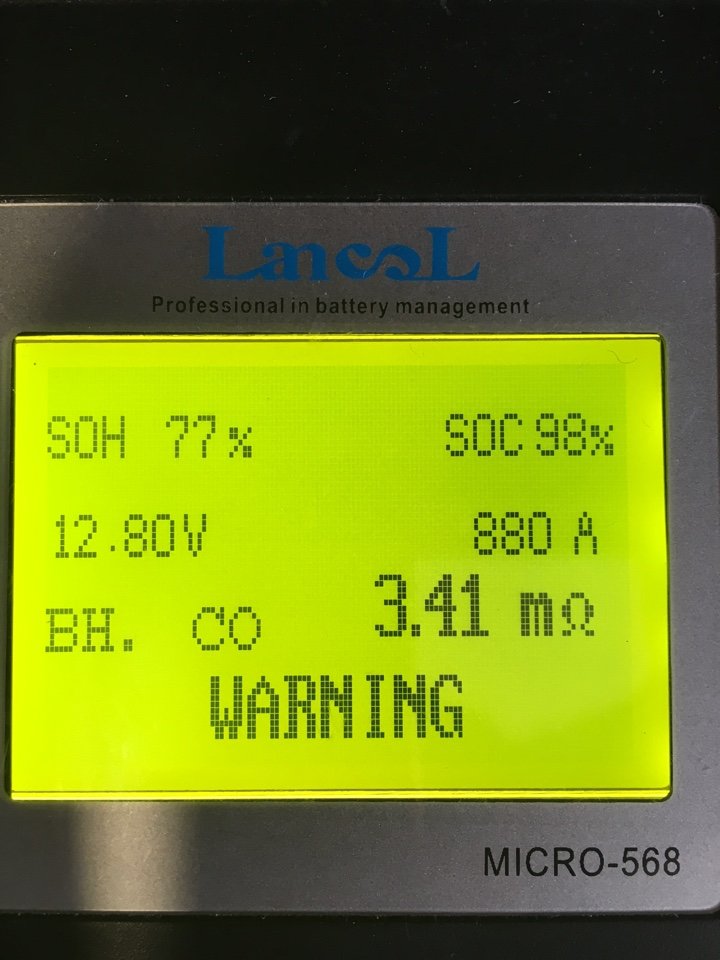 LancoL
Professional in battery management
SOH 77% SOC 98%
12.80V 880 A
BH. CO 3.41 mΩ
WARNING
MICRO-568